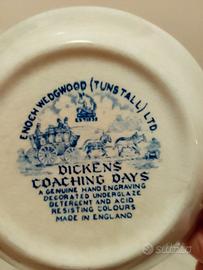 ENOCH WEDGWOOD (TUNSTALL) LTD.
DICKENS
COACHING DAYS
A GENUINE HAND ENGRAVING
DECORATED UNDERGLAZE
DETERGENT AND ACID
RESISTING COLOURS
MADE IN ENGLAND
Subito